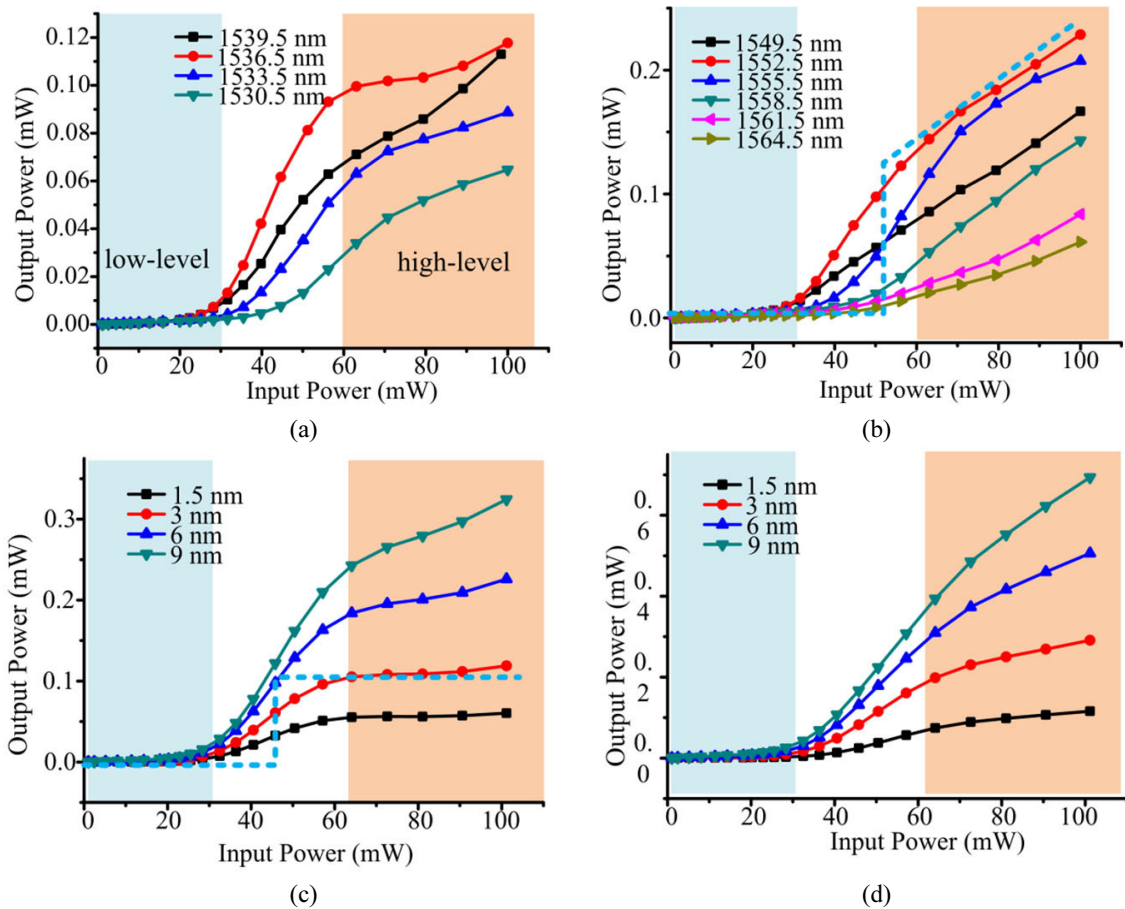 0.12
0.10
0.08
0.06
0.04
0.02
0.00
Output Power (mW)
1539.5 nm
1536.5 nm
1533.5 nm
1530.5 nm
low-level
high-level
0 20 40 60 80 100
Input Power (mW)
(a)
0.2
0.1
0.0
Output Power (mW)
1549.5 nm
1552.5 nm
1555.5 nm
1558.5 nm
1561.5 nm
1564.5 nm
0 20 40 60 80 100
Input Power (mW)
(b)
0.3
0.2
0.1
0.0
Output Power (mW)
1.5 nm
3 nm
6 nm
9 nm
0 20 40 60 80 100
Input Power (mW)
(c)
0.
6
0.
4
0.
2
0.
0
Output Power (mW)
1.5 nm
3 nm
6 nm
9 nm
0 20 40 60 80 100
Input Power (mW)
(d)